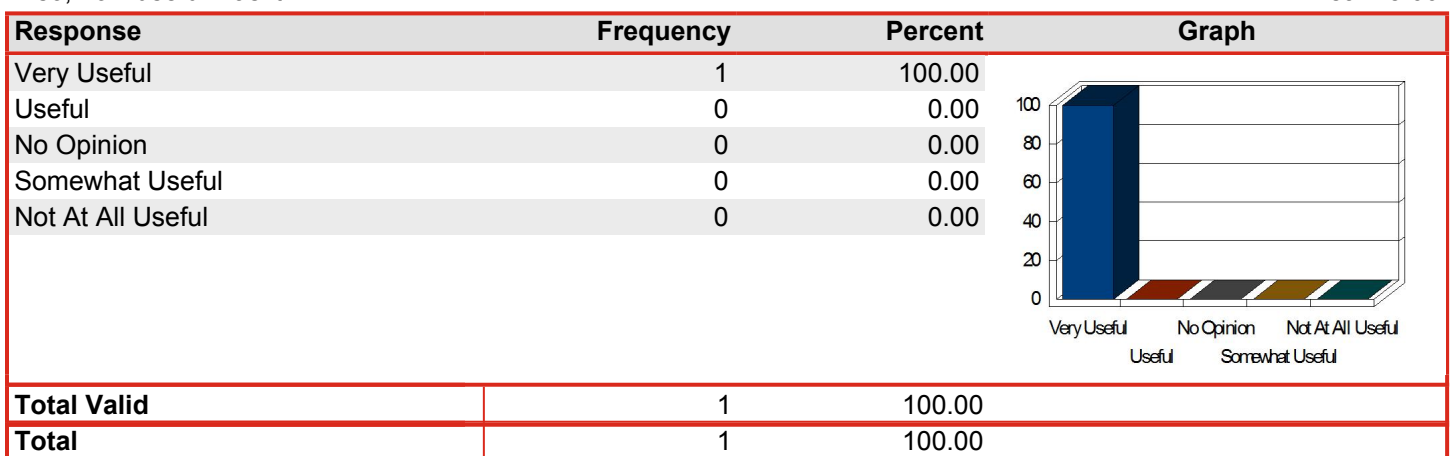 Response Frequency Percent Graph
Very Useful 1 100.00
Useful 0 0.00
No Opinion 0 0.00
Somewhat Useful 0 0.00
Not At All Useful 0 0.00
100
80
60
40
20
0
Very Useful No Opinion Not At All Useful
Useful Somewhat Useful
Total Valid 1 100.00
Total 1 100.00